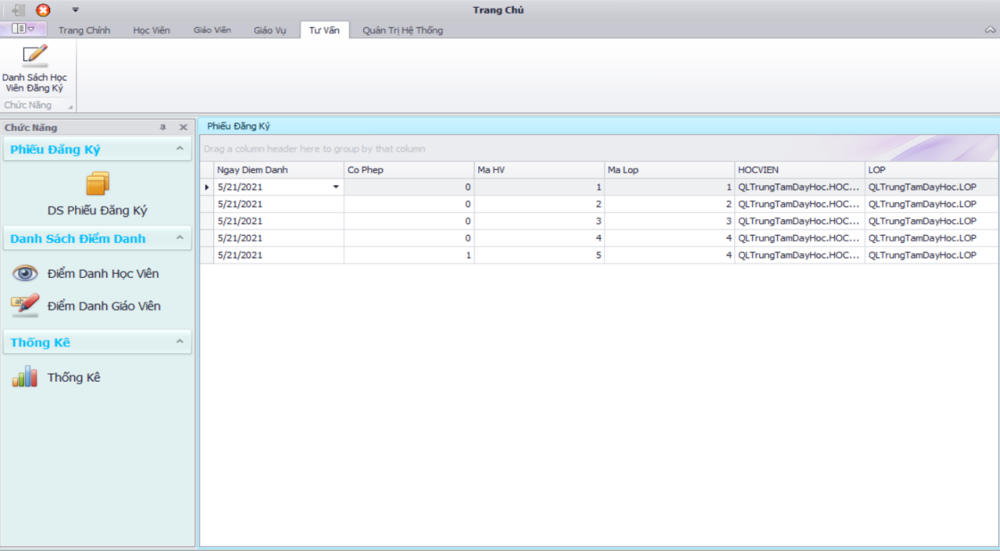 Trang Chủ
Trang Chính Học Viên Giáo Viên Giáo Vụ Tư Vấn Quản Trị Hệ Thống
Danh Sách Học
Viên Đăng Ký
Chức Năng
Chức Năng
Phiếu Đăng Ký
DS Phiếu Đăng Ký
Danh Sách Điểm Danh
Điểm Danh Học Viên
Điểm Danh Giáo Viên
Thống Kê
Thống Kê
Phiếu Đăng Ký
Drag a column header here to group by that column
Ngay Diem Danh Co Phep Ma HV Ma Lop HOCVIEN LOP
5/21/2021 0 1 1 QLTrungTamDayHoc.HOC... QLTrungTamDayHoc.LOP
5/21/2021 0 2 2 QLTrungTamDayHoc.HOC... QLTrungTamDayHoc.LOP
5/21/2021 0 3 3 QLTrungTamDayHoc.HOC... QLTrungTamDayHoc.LOP
5/21/2021 0 4 4 QLTrungTamDayHoc.HOC... QLTrungTamDayHoc.LOP
5/21/2021 1 5 4 QLTrungTamDayHoc.HOC... QLTrungTamDayHoc.LOP